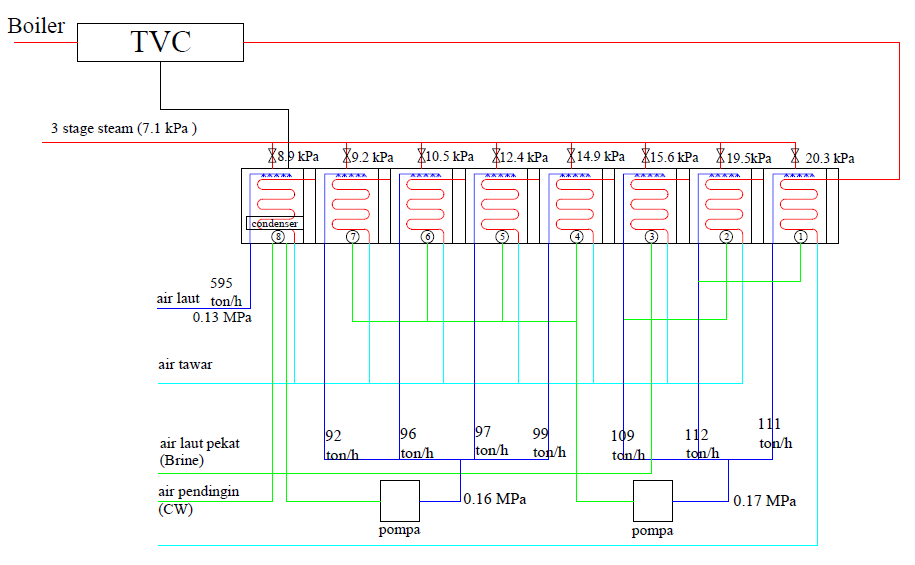 Boiler
TVC
3 stage steam (7.1 kPa )
8.9 kPa
9.2 kPa
10.5 kPa
12.4 kPa
14.9 kPa
15.6 kPa
19.5kPa
20.3 kPa
condenser
8
7
6
5
4
3
2
1
air laut
595
ton/h
0.13 MPa
air tawar
92
ton/h
96
ton/h
97
ton/h
99
ton/h
109
ton/h
112
ton/h
111
ton/h
air laut pekat
(Brine)
air pendingin
(CW)
0.16 MPa
0.17 MPa
pompa
pompa